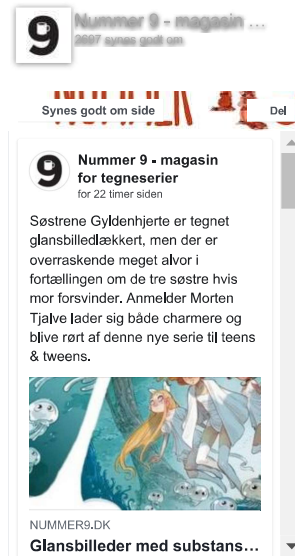 9
Nummer 9 - magasin ...
2697 synes godt om
NUMMER
Synes godt om side
Del
9
Nummer 9 - magasin
for tegneserier
for 22 timer siden
Søstrene Gyldenhjerte er tegnet
glansbilledlækkert, men der er
overraskende meget alvor i
fortællingen om de tre søstre hvis
mor forsvinder. Anmelder Morten
Tjalve lader sig både charmere og
blive rørt af denne nye serie til teens
& tweens.
NUMMER9.DK
Glansbilleder med substans...